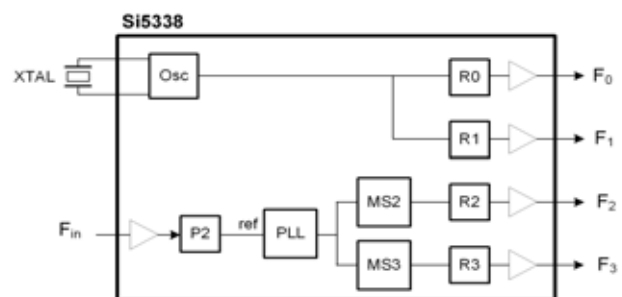 Si5338
XTAL
Osc
R0
F0
R1
F1
MS2
R2
F2
Fin
P2
ref
PLL
MS3
R3
F3